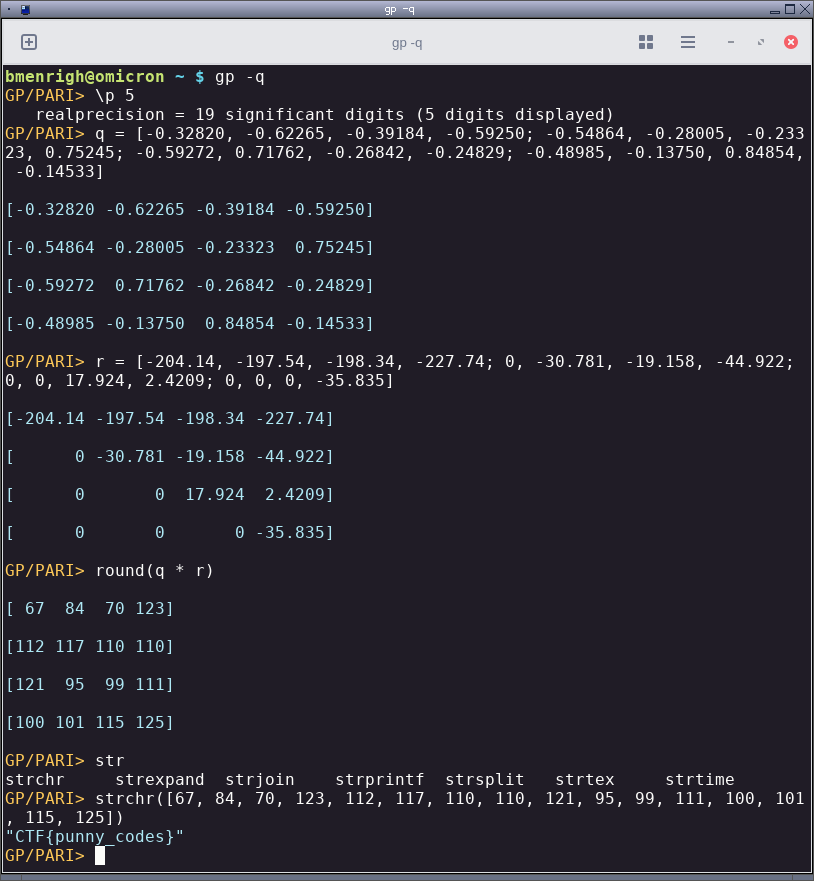 gp -q
gp -q
bmenrigh@omicron ~ $ gp -q
GP/PARI> \p 5
   realprecision = 19 significant digits (5 digits displayed)
GP/PARI> q = [-0.32820, -0.62265, -0.39184, -0.59250; -0.54864, -0.28005, -0.233
23, 0.75245; -0.59272, 0.71762, -0.26842, -0.24829; -0.48985, -0.13750, 0.84854,
 -0.14533]
[-0.32820 -0.62265 -0.39184 -0.59250]
[-0.54864 -0.28005 -0.23323  0.75245]
[-0.59272  0.71762 -0.26842 -0.24829]
[-0.48985 -0.13750  0.84854 -0.14533]
GP/PARI> r = [-204.14, -197.54, -198.34, -227.74; 0, -30.781, -19.158, -44.922;
0, 0, 17.924, 2.4209; 0, 0, 0, -35.835]
[-204.14 -197.54 -198.34 -227.74]
[      0 -30.781 -19.158 -44.922]
[      0       0  17.924  2.4209]
[      0       0       0 -35.835]
GP/PARI> round(q * r)
[ 67  84  70 123]
[112 117 110 110]
[121  95  99 111]
[100 101 115 125]
GP/PARI> str
strchr     strexpand  strjoin    strprintf  strsplit   strtex     strtime
GP/PARI> strchr([67, 84, 70, 123, 112, 117, 110, 110, 121, 95, 99, 111, 100, 101
, 115, 125])
"CTF{punny_codes}"
GP/PARI>